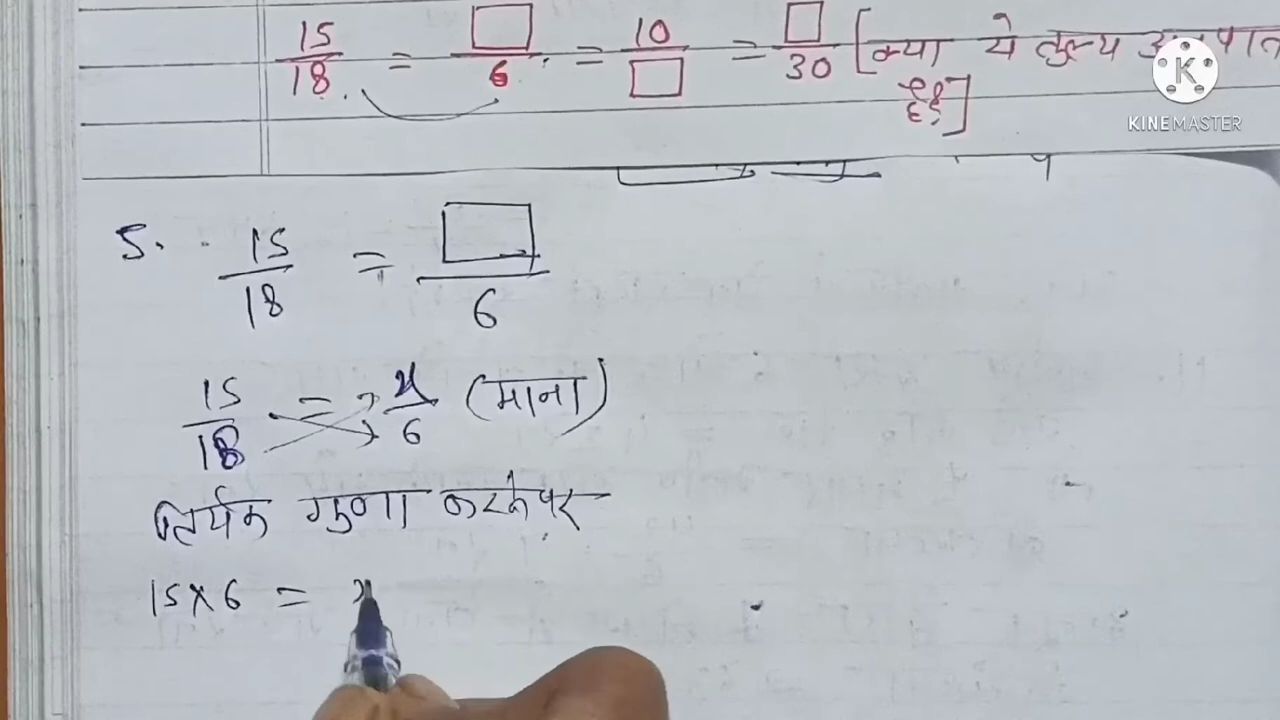 15/18 = □/6 = 10/□ = □/30 [क्या ये तुल्य अनुपात
हैं]
KINEMASTER
5. 15/18 = □/6
15/18 = x/6 (माना)
तिर्यक गुणा करने पर
15×6 = x